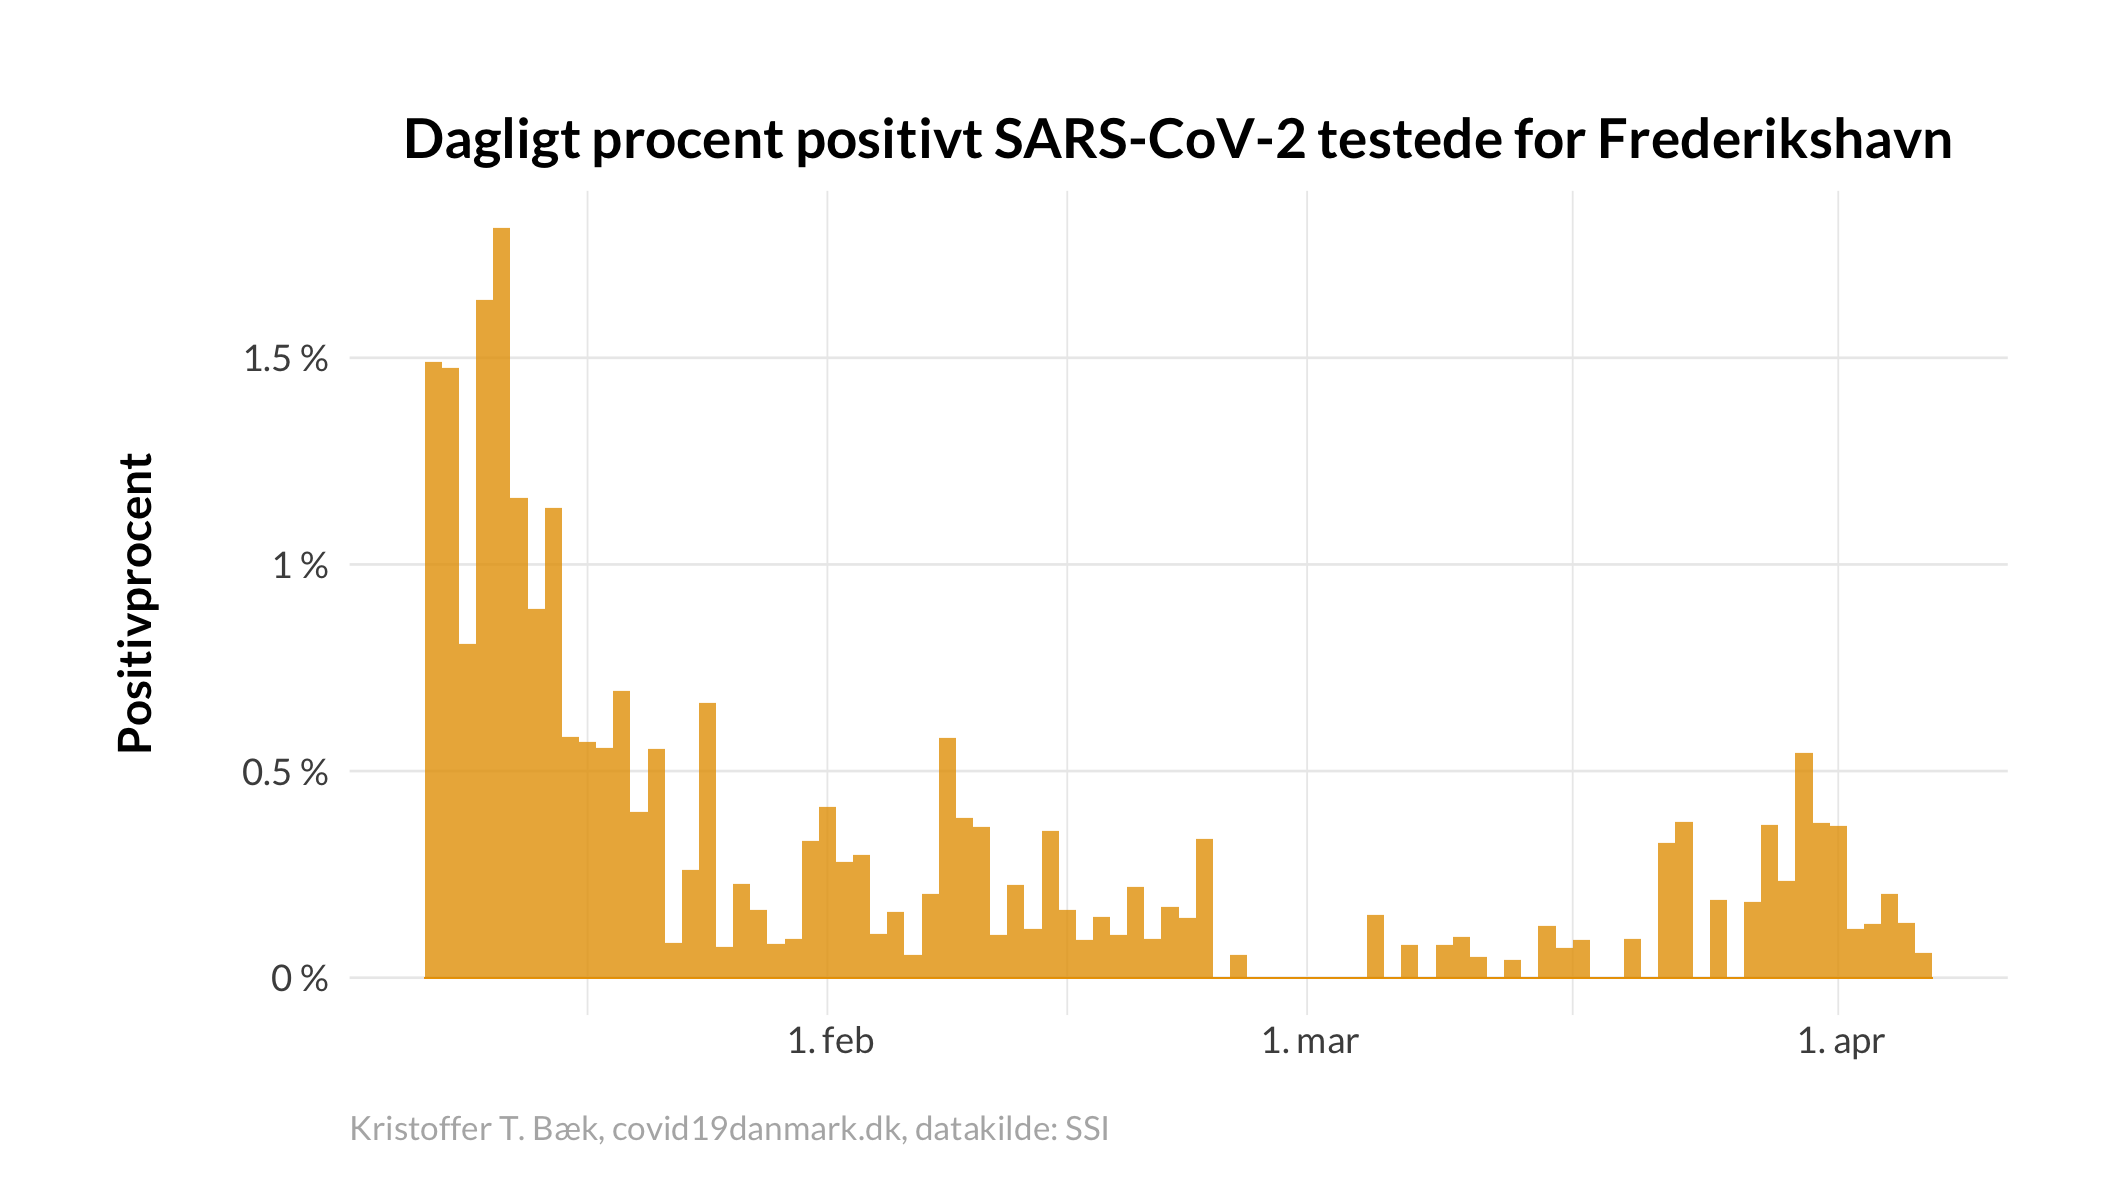 Dagligt procent positivt SARS-CoV-2 testede for Frederikshavn
Positivprocent
1.5 %
1 %
0.5 %
0 %
1. feb
1. mar
1. apr
Kristoffer T. Bæk, covid19danmark.dk, datakilde: SSI